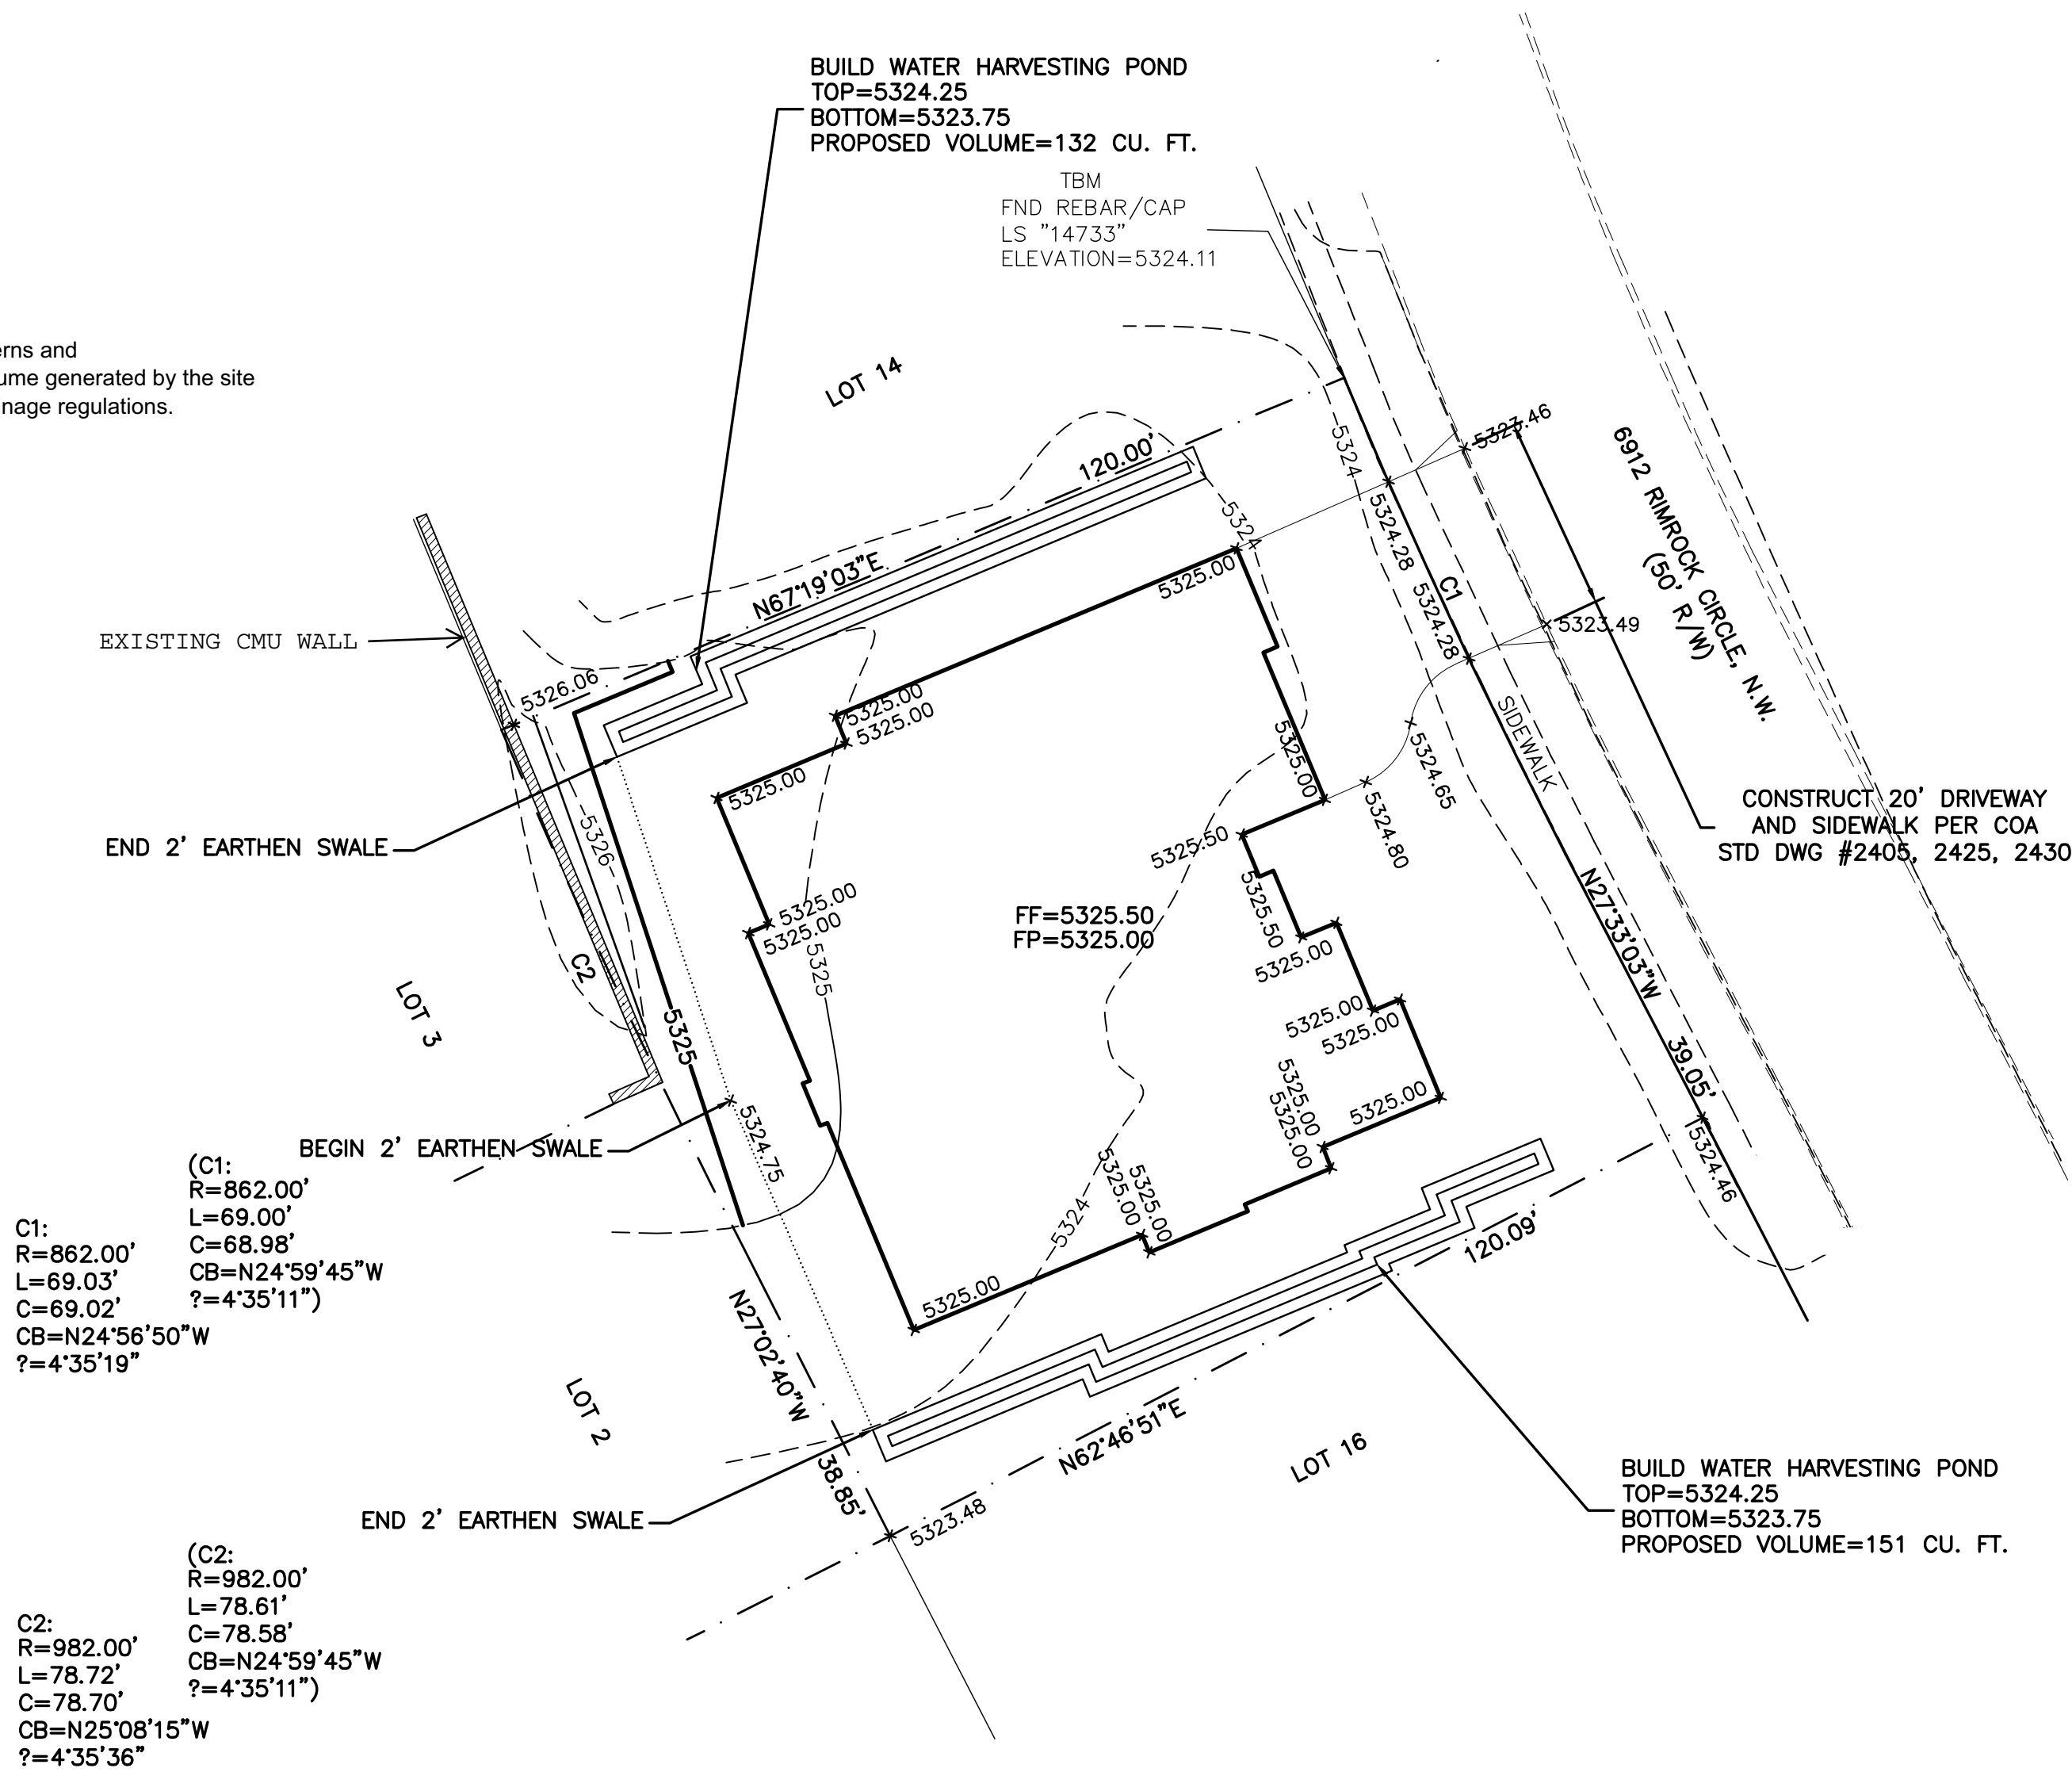 BUILD WATER HARVESTING POND
TOP=5324.25
BOTTOM=5323.75
PROPOSED VOLUME=132 CU. FT.
TBM
FND REBAR/CAP
LS "14733"
ELEVATION=5324.11
erns and
ume generated by the site
nage regulations.
LOT 14
120.00'
N67°19'03"E
5324
5324
5323.46
5324.28
5324.28
C1
5323.49
6912 RIMROCK CIRCLE, N.W.
(50' R/W)
EXISTING CMU WALL
5326.06
5325.00
5325.00
5325.00
5325.00
5325.00
5324.80
5324.65
SIDEWALK
CONSTRUCT 20' DRIVEWAY
AND SIDEWALK PER COA
STD DWG #2405, 2425, 2430
END 2' EARTHEN SWALE
5326
5325.50
5325.50
5325.00
5325.00
5325
FF=5325.50
FP=5325.00
5325.00
5325.00
5325.00
N27°33'03"W
39.05'
C2
LOT 3
5325
5325.00
5325.00
5325.00
5324.46
BEGIN 2' EARTHEN SWALE
5324.75
5325.00
5325.00
5324
5325.00
120.09'
(C1:
R=862.00'
L=69.00'
C=68.98'
CB=N24°59'45"W
?=4°35'11")
C1:
R=862.00'
L=69.03'
C=69.02'
CB=N24°56'50"W
?=4°35'19"
N27°02'40"W
38.85'
LOT 2
N62°46'51"E
LOT 16
BUILD WATER HARVESTING POND
TOP=5324.25
BOTTOM=5323.75
PROPOSED VOLUME=151 CU. FT.
END 2' EARTHEN SWALE
5323.48
(C2:
R=982.00'
L=78.61'
C=78.58'
CB=N24°59'45"W
?=4°35'11")
C2:
R=982.00'
L=78.72'
C=78.70'
CB=N25°08'15"W
?=4°35'36"